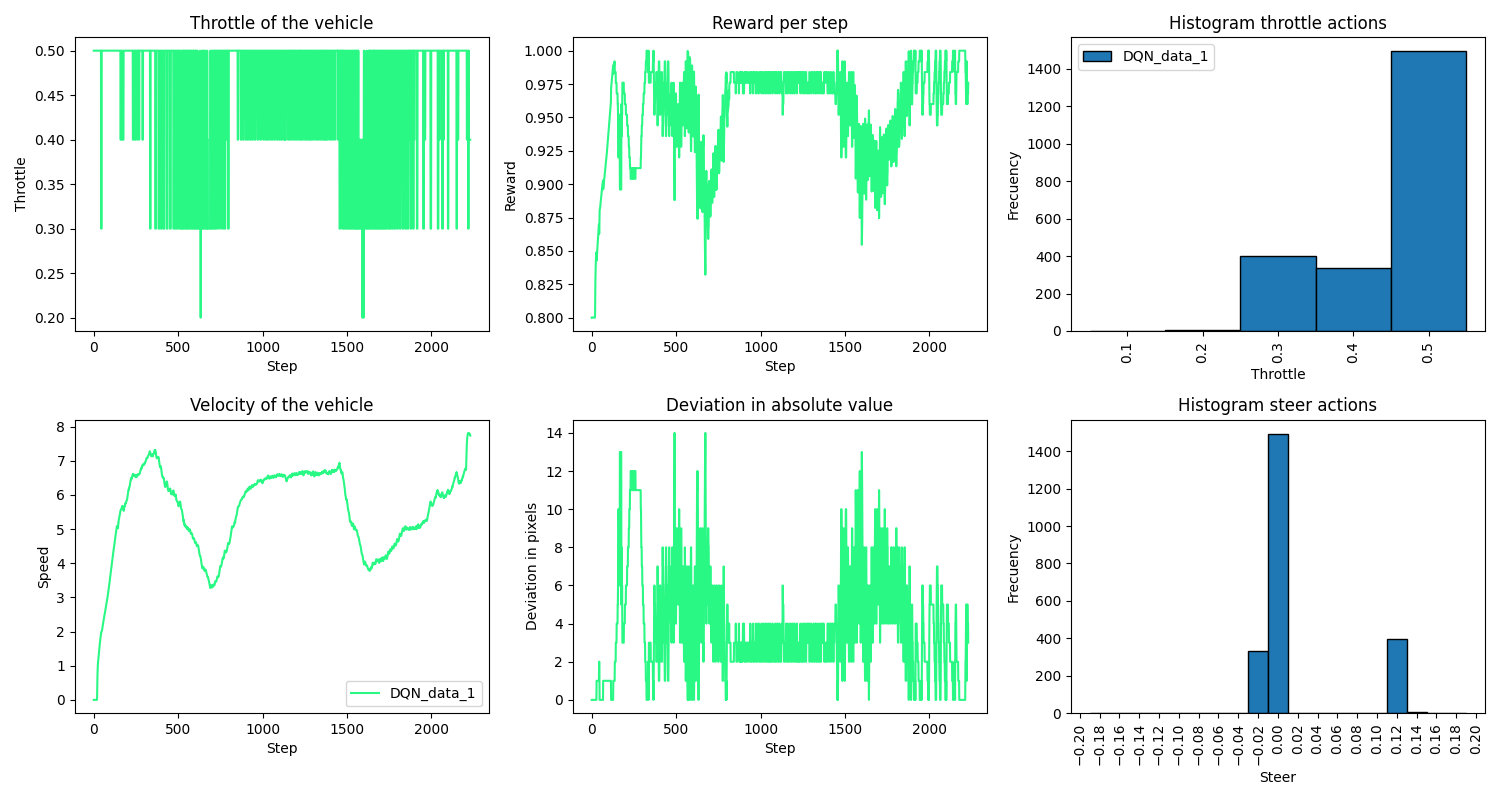 Throttle of the vehicle
Throttle
0.50
0.45
0.40
0.35
0.30
0.25
0.20
0 500 1000 1500 2000
Step
Reward per step
Reward
1.000
0.975
0.950
0.925
0.900
0.875
0.850
0.825
0.800
0 500 1000 1500 2000
Step
Histogram throttle actions
DQN_data_1
Frecuency
1400
1200
1000
800
600
400
200
0
0.1 0.2 0.3 0.4 0.5
Throttle
Velocity of the vehicle
Speed
8
7
6
5
4
3
2
1
0
DQN_data_1
0 500 1000 1500 2000
Step
Deviation in absolute value
Deviation in pixels
14
12
10
8
6
4
2
0
0 500 1000 1500 2000
Step
Histogram steer actions
Frecuency
1400
1200
1000
800
600
400
200
0
−0.20 −0.18 −0.16 −0.14 −0.12 −0.10 −0.08 −0.06 −0.04 −0.02 0.00 0.02 0.04 0.06 0.08 0.10 0.12 0.14 0.16 0.18 0.20
Steer